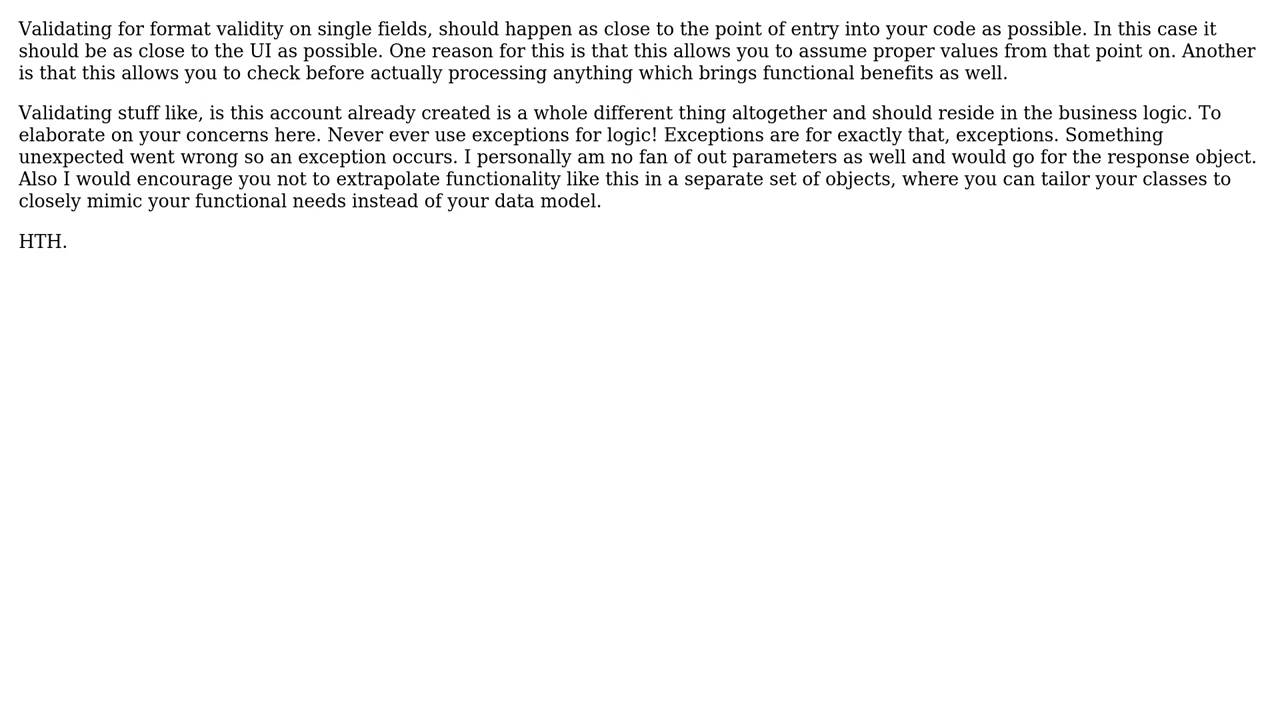 Validating for format validity on single fields, should happen as close to the point of entry into your code as possible. In this case it
should be as close to the UI as possible. One reason for this is that this allows you to assume proper values from that point on. Another
is that this allows you to check before actually processing anything which brings functional benefits as well.
Validating stuff like, is this account already created is a whole different thing altogether and should reside in the business logic. To
elaborate on your concerns here. Never ever use exceptions for logic! Exceptions are for exactly that, exceptions. Something
unexpected went wrong so an exception occurs. I personally am no fan of out parameters as well and would go for the response object.
Also I would encourage you not to extrapolate functionality like this in a separate set of objects, where you can tailor your classes to
closely mimic your functional needs instead of your data model.
HTH.